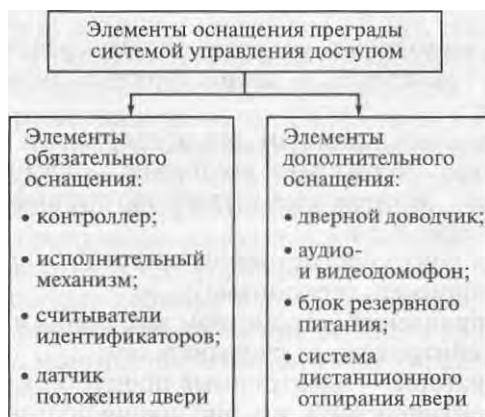 Элементы оснащения преграды
системой управления доступом
Элементы
обязательного
оснащения:
• контроллер;
• исполнительный
механизм;
• считыватели
идентификаторов;
• датчик
положения двери
Элементы
дополнительного
оснащения:
• дверной доводчик;
• аудио-
и видеодомофон;
• блок резервного
питания;
• система
дистанционного
отпирания двери